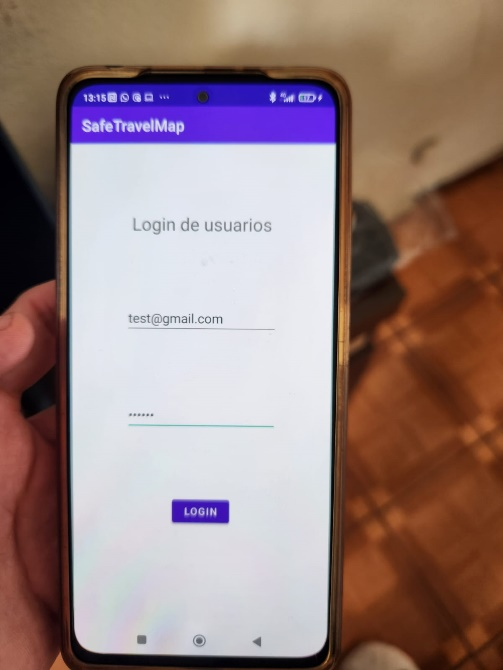 13:15
SafeTravelMap
Login de usuarios
test@gmail.com
••••••
LOGIN